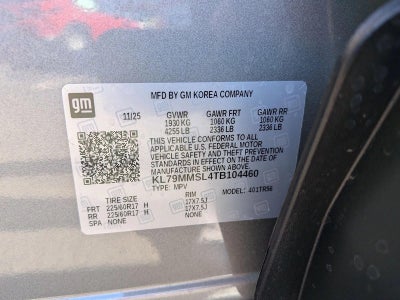 gm
MFD BY GM KOREA COMPANY
11/25 GVWR GAWR FRT GAWR RR
1930 KG 1060 KG 1060 KG
4255 LB 2336 LB 2336 LB
THIS VEHICLE CONFORMS TO ALL
APPLICABLE U.S. FEDERAL MOTOR
VEHICLE SAFETY AND THEFT PREVENTION
STANDARDS IN EFFECT ON THE DATE OF
MANUFACTURE SHOWN ABOVE.
KL79MMSL4TB104460
TYPE: MPV MODEL: 401TR56
TIRE SIZE RIM
FRT 225/60R17 H 17X7.5J
RR 225/60R17 H 17X7.5J
SPA NONE NONE